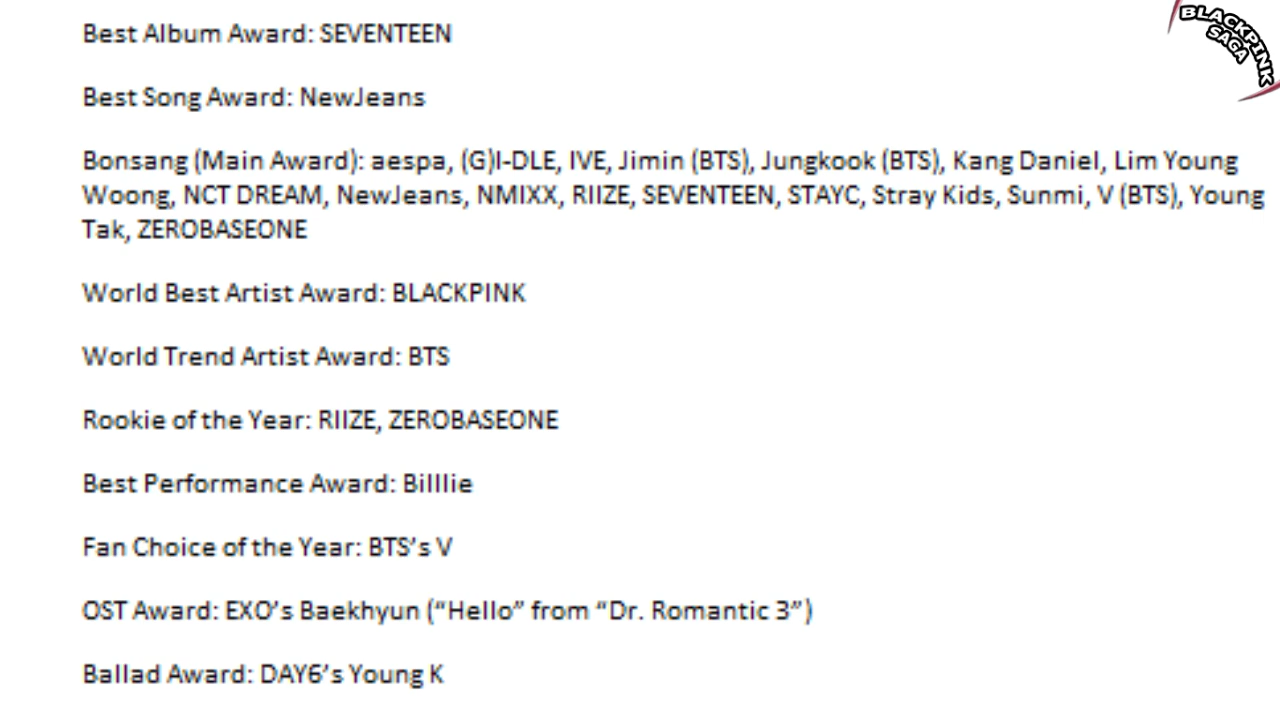 BLACKPINK
SAGA
Best Album Award: SEVENTEEN
Best Song Award: NewJeans
Bonsang (Main Award): aespa, (G)I-DLE, IVE, Jimin (BTS), Jungkook (BTS), Kang Daniel, Lim Young
Woong, NCT DREAM, NewJeans, NMIXX, RIIZE, SEVENTEEN, STAYC, Stray Kids, Sunmi, V (BTS), Young
Tak, ZEROBASEONE
World Best Artist Award: BLACKPINK
World Trend Artist Award: BTS
Rookie of the Year: RIIZE, ZEROBASEONE
Best Performance Award: Billlie
Fan Choice of the Year: BTS’s V
OST Award: EXO’s Baekhyun (“Hello” from “Dr. Romantic 3”)
Ballad Award: DAY6’s Young K